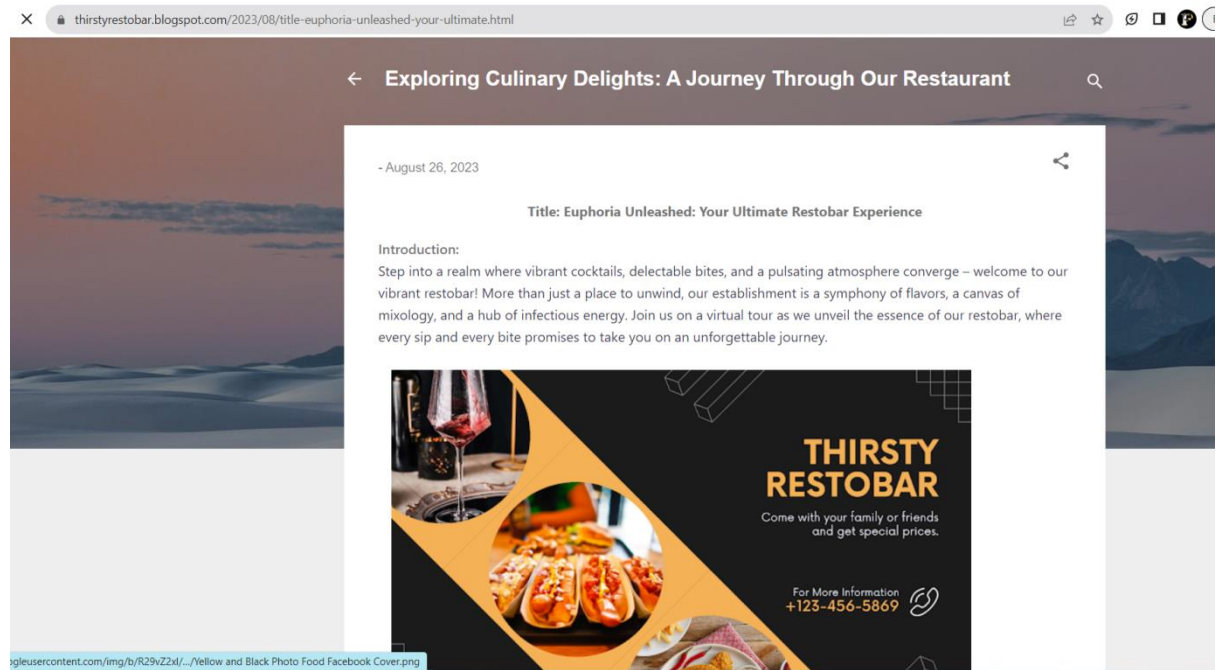 thirstyrestobar.blogspot.com/2023/08/title-euphoria-unleashed-your-ultimate.html
Exploring Culinary Delights: A Journey Through Our Restaurant
- August 26, 2023
Title: Euphoria Unleashed: Your Ultimate Restobar Experience
Introduction:
Step into a realm where vibrant cocktails, delectable bites, and a pulsating atmosphere converge – welcome to our
vibrant restobar! More than just a place to unwind, our establishment is a symphony of flavors, a canvas of
mixology, and a hub of infectious energy. Join us on a virtual tour as we unveil the essence of our restobar, where
every sip and every bite promises to take you on an unforgettable journey.
THIRSTY
RESTOBAR
Come with your family or friends
and get special prices.
For More Information
+123-456-5869
ogleusercontent.com/img/b/R29vZ2xl/.../Yellow and Black Photo Food Facebook Cover.png